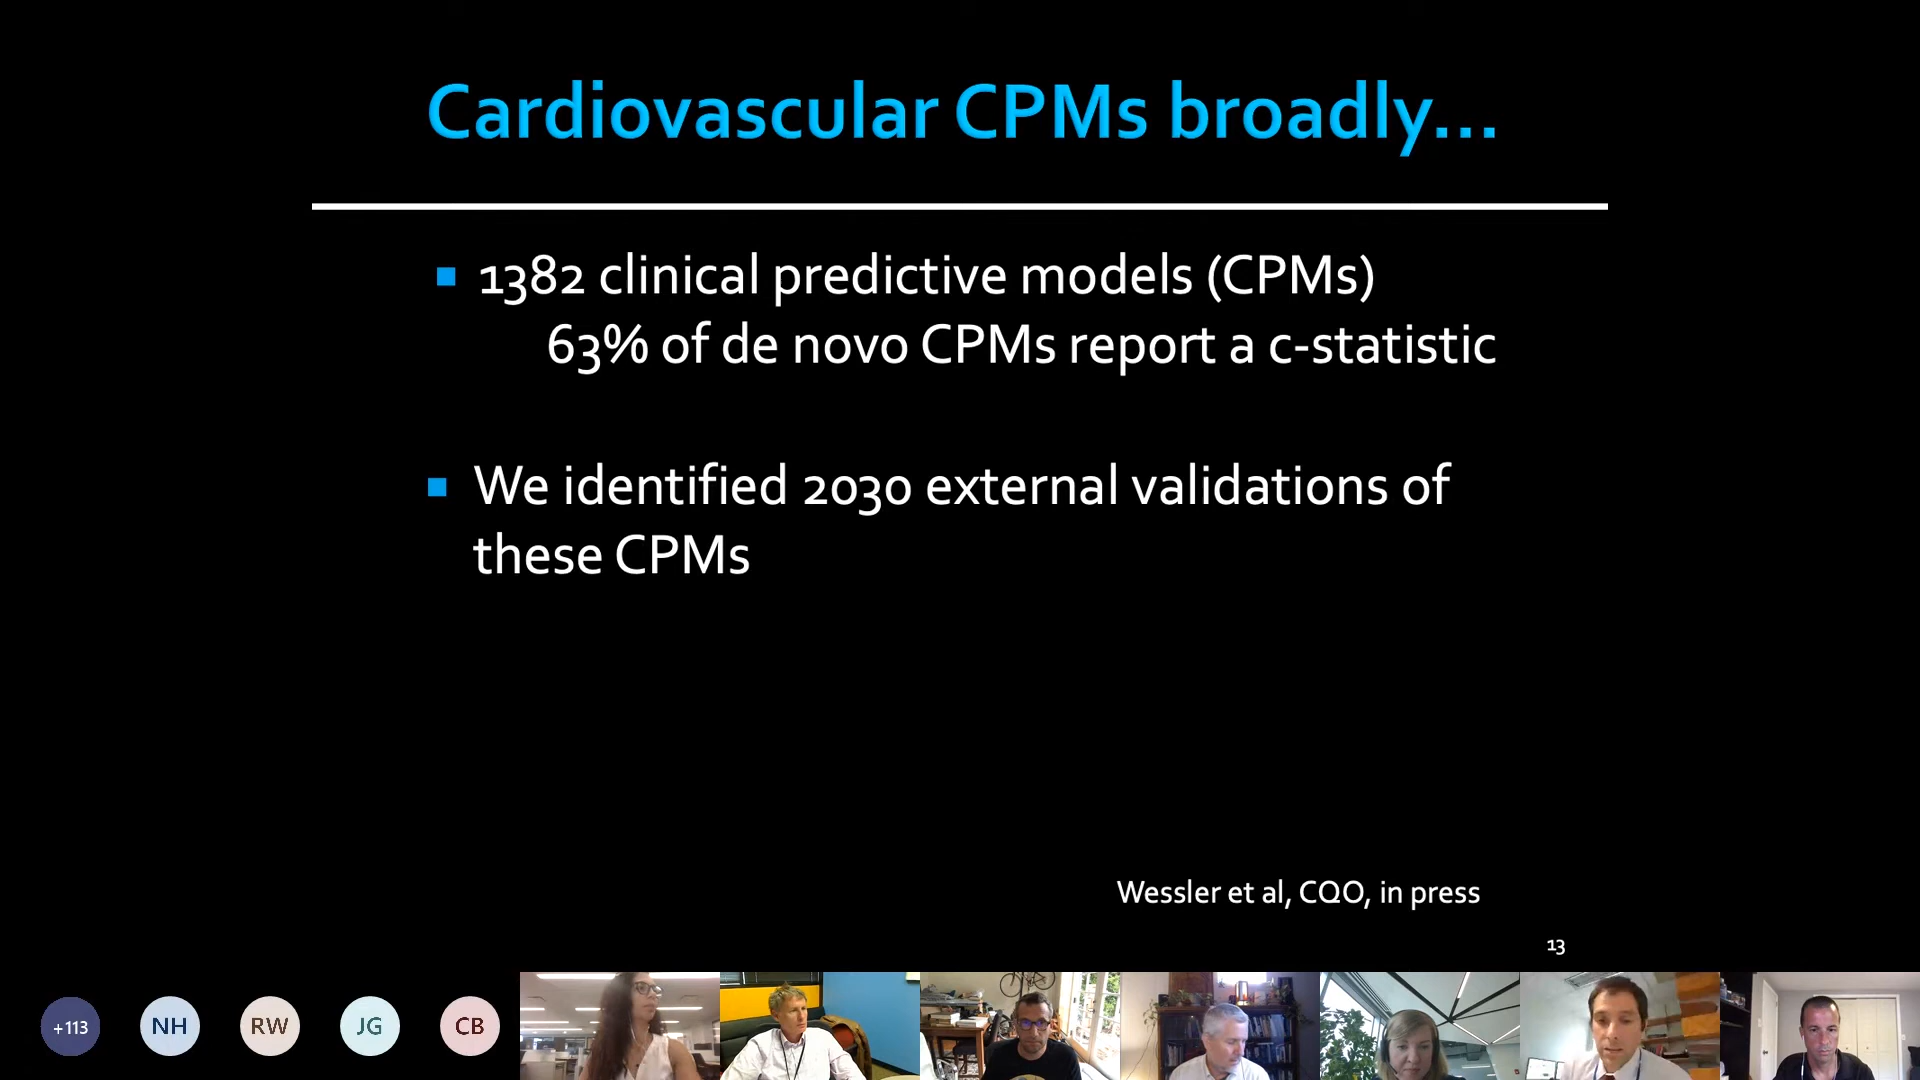 Cardiovascular CPMs broadly...
1382 clinical predictive models (CPMs)
63% of de novo CPMs report a c-statistic
We identified 2030 external validations of
these CPMs
Wessler et al, CQO, in press
13
+113
NH
RW
JG
CB